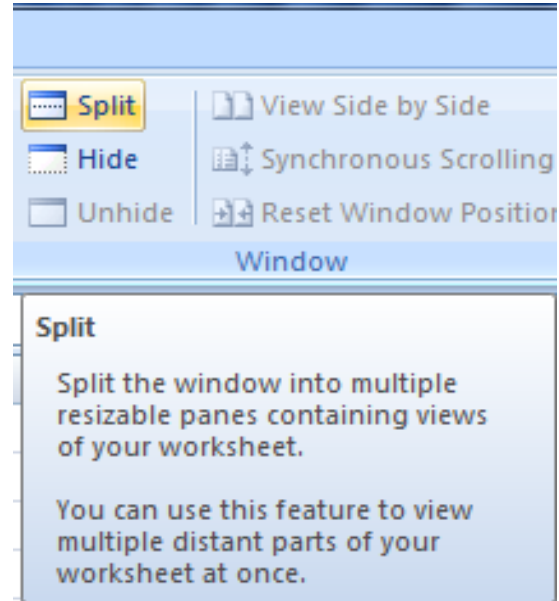 Split
View Side by Side
Hide
Synchronous Scrolling
Unhide
Reset Window Position
Window
Split
Split the window into multiple
resizable panes containing views
of your worksheet.
You can use this feature to view
multiple distant parts of your
worksheet at once.